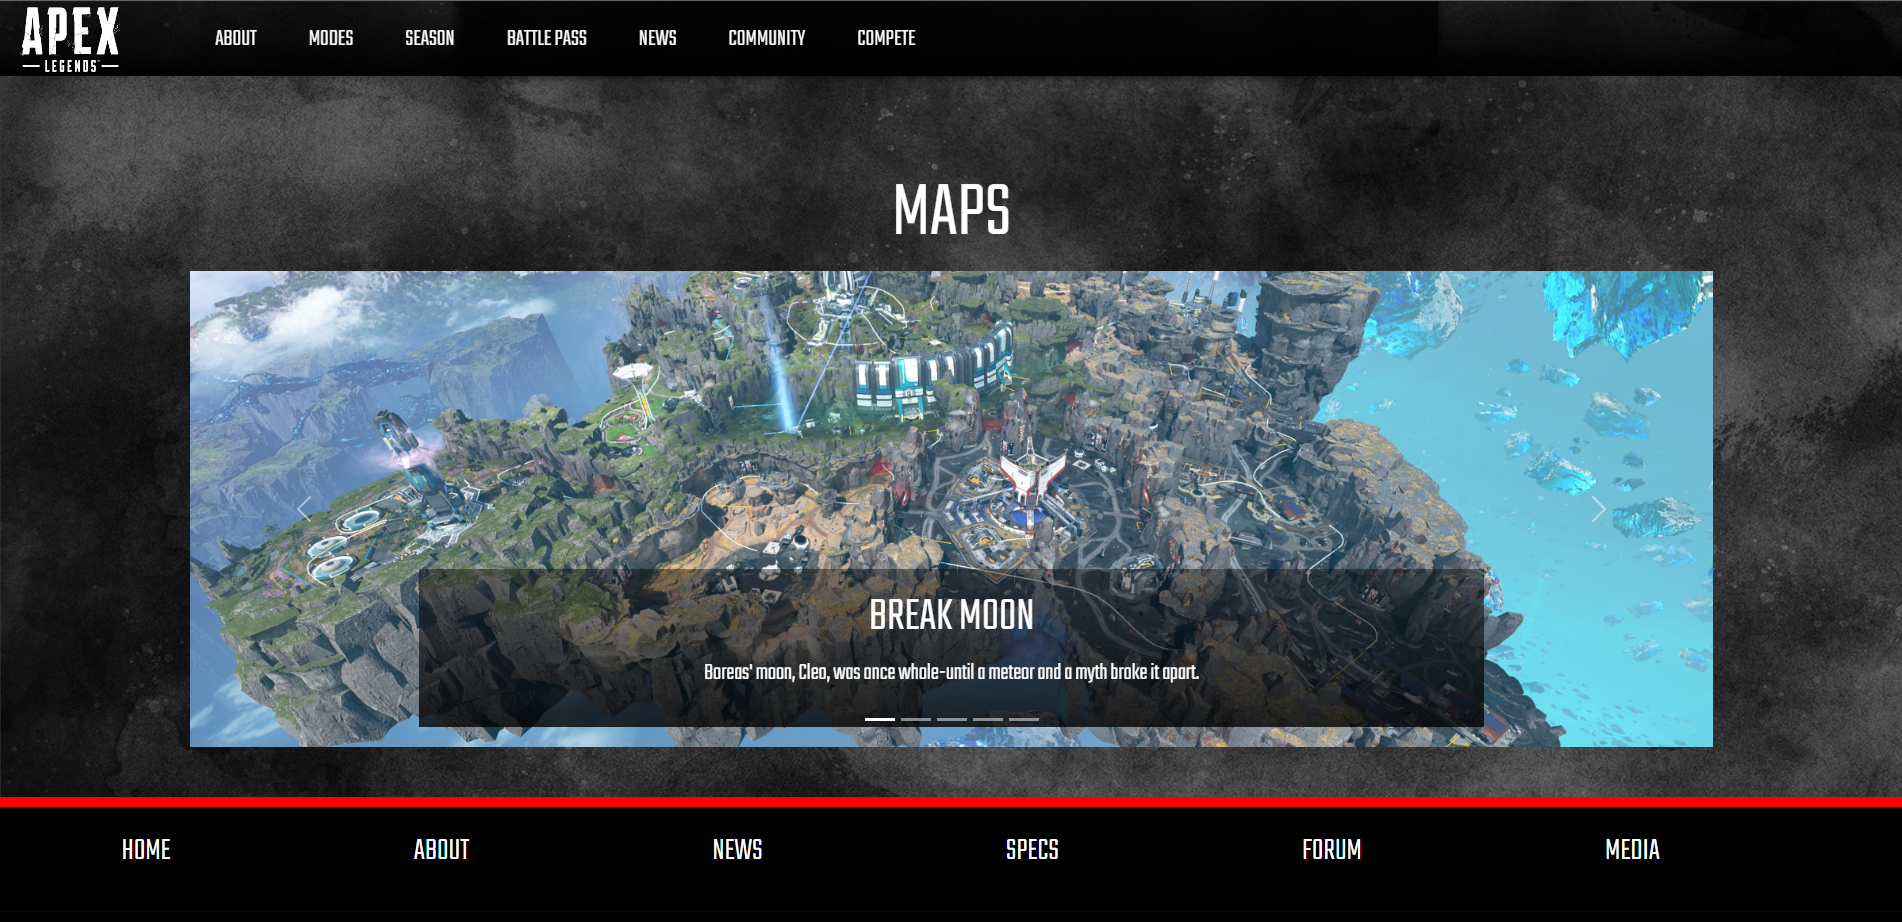 APEX
LEGENDS
ABOUT MODES SEASON BATTLE PASS NEWS COMMUNITY COMPETE
MAPS
BREAK MOON
Boreas' moon, Cleo, was once whole-until a meteor and a myth broke it apart.
HOME ABOUT NEWS SPECS FORUM MEDIA